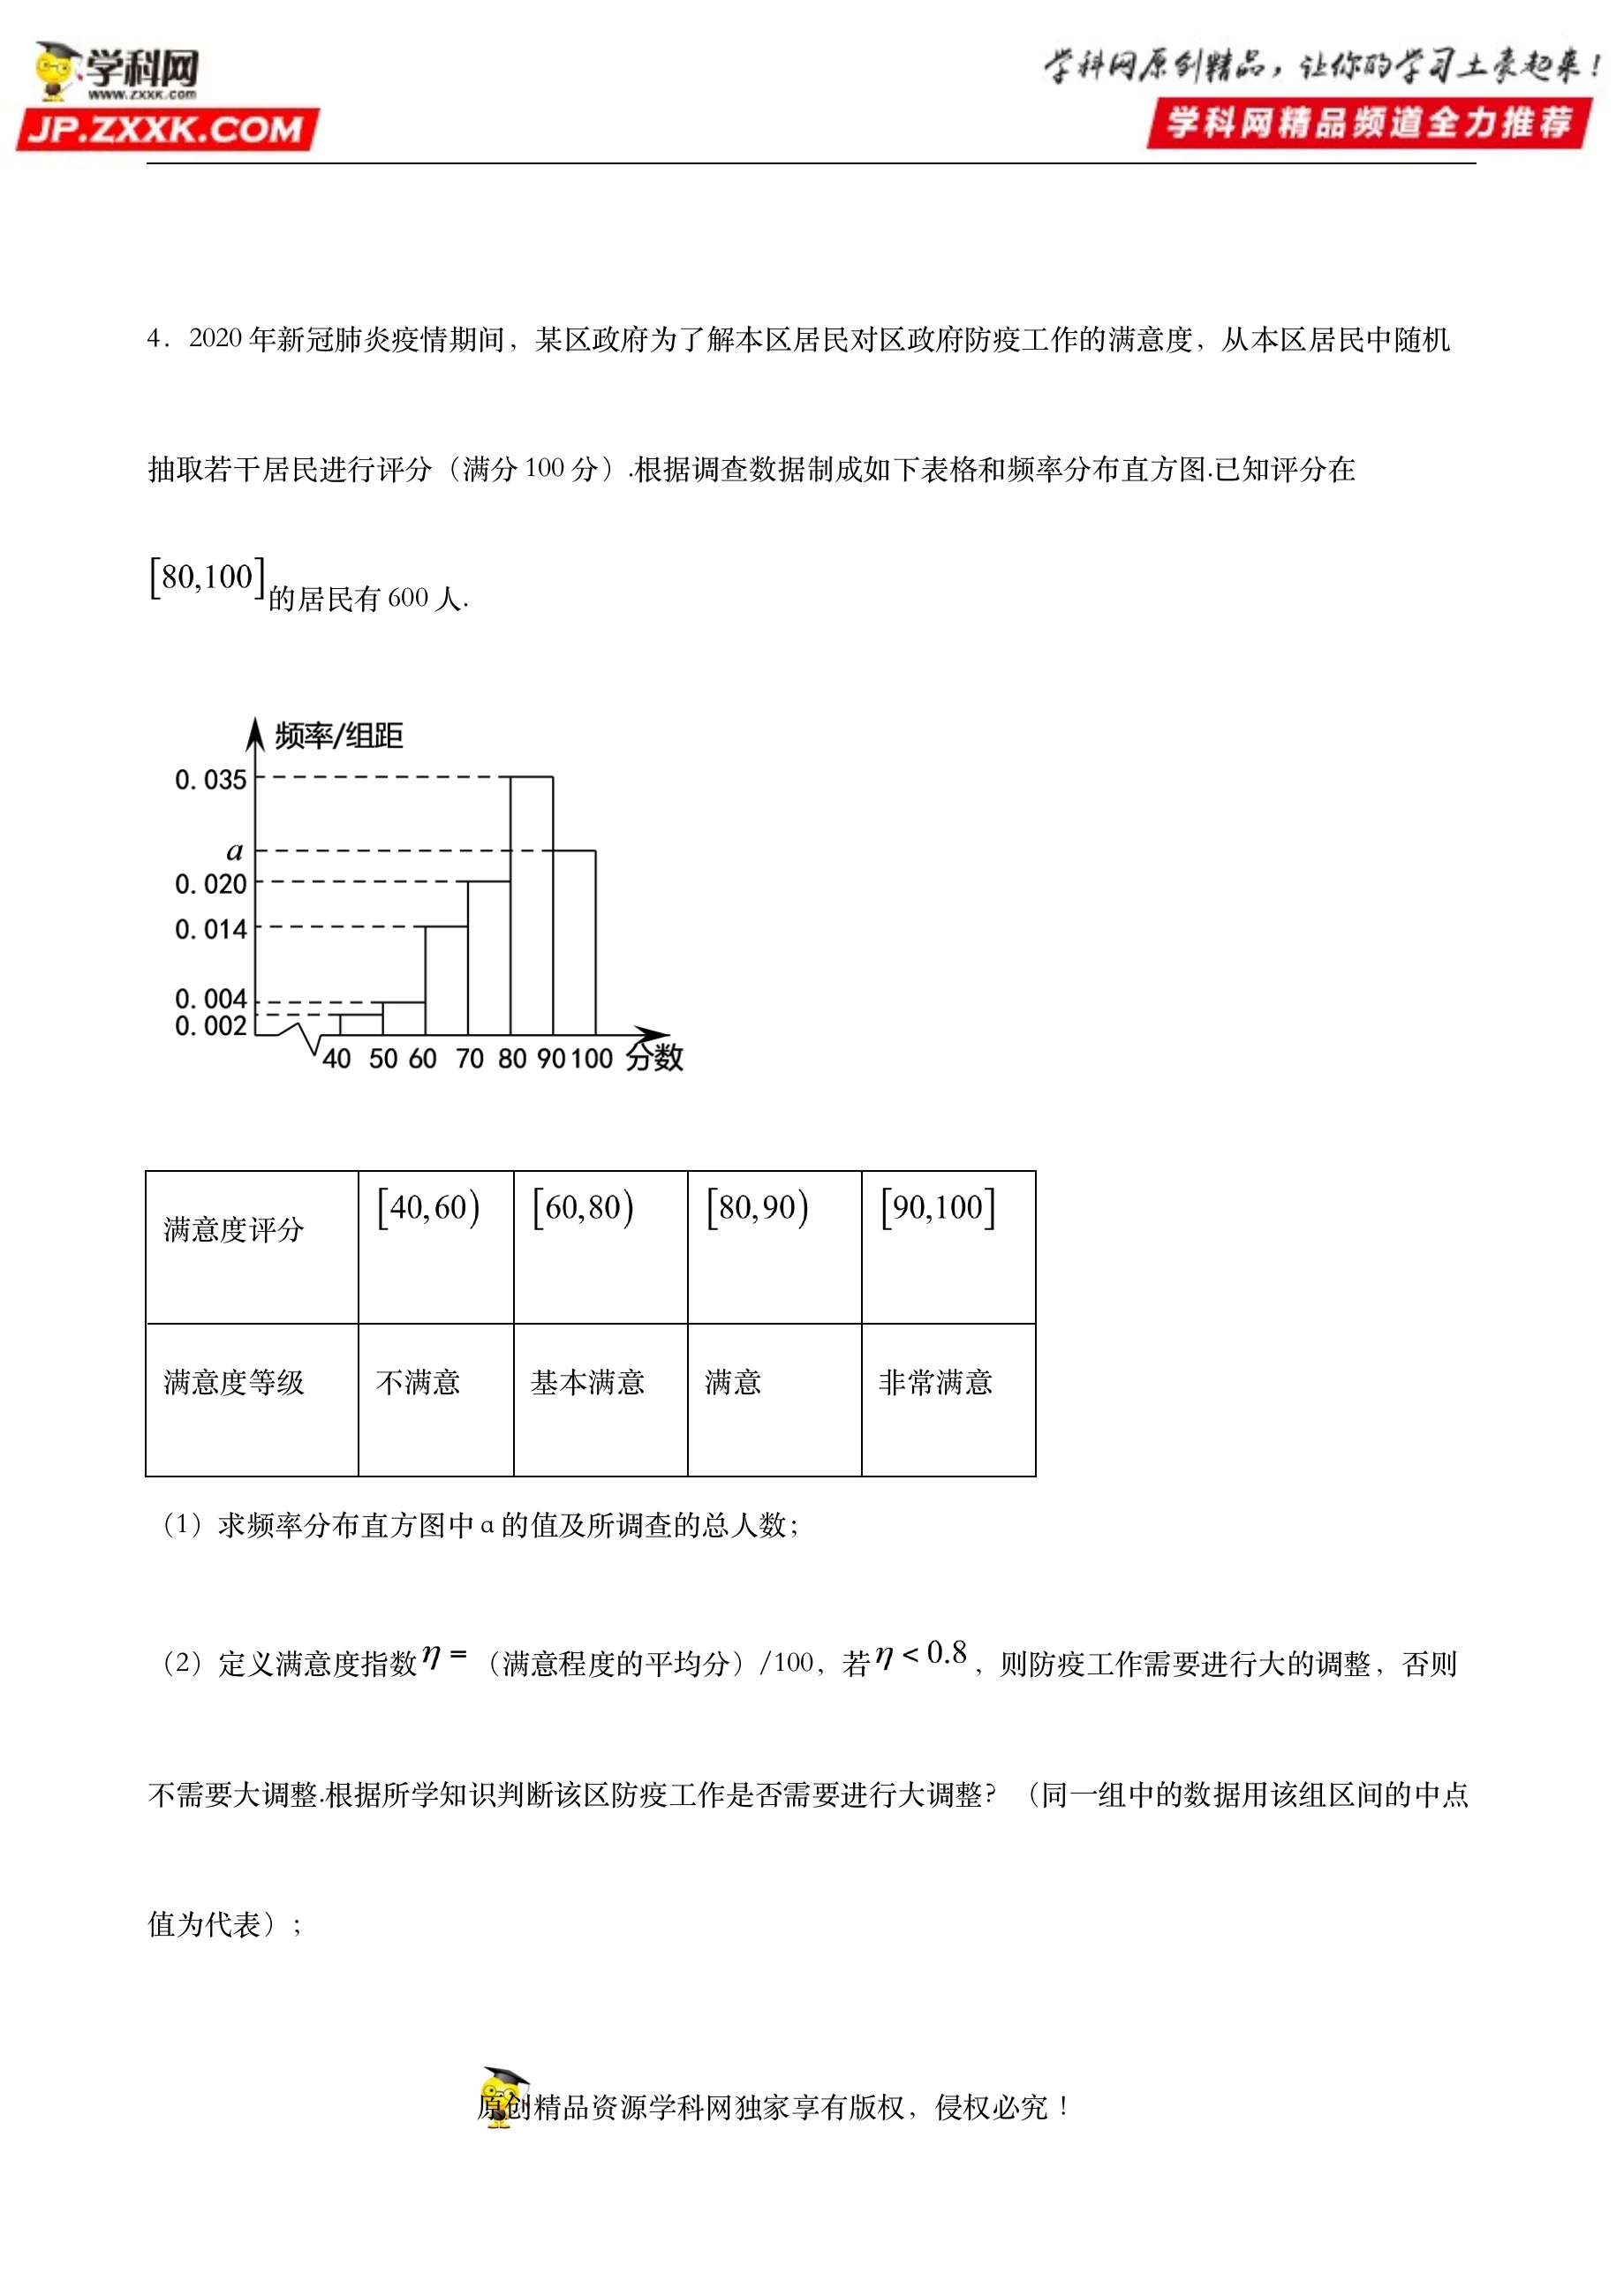 学科网
www.zxxk.com
JP.ZXXK.COM
学科网原创精品，让你的学习土豪起来！
学科网精品频道全力推荐
4．2020 年新冠肺炎疫情期间，某区政府为了解本区居民对区政府防疫工作的满意度，从本区居民中随机
抽取若干居民进行评分（满分 100 分）.根据调查数据制成如下表格和频率分布直方图.已知评分在
[80,100]的居民有 600 人.
频率/组距
0.035
a
0.020
0.014
0.004
0.002
40 50 60 70 80 90 100 分数
满意度评分 [40,60) [60,80) [80,90) [90,100]
满意度等级 不满意 基本满意 满意 非常满意
（1）求频率分布直方图中 a 的值及所调查的总人数；
（2）定义满意度指数 η = （满意程度的平均分）/100，若 η < 0.8 ，则防疫工作需要进行大的调整，否则
不需要大调整.根据所学知识判断该区防疫工作是否需要进行大调整？（同一组中的数据用该组区间的中点
值为代表）；
原创精品资源学科网独家享有版权，侵权必究！